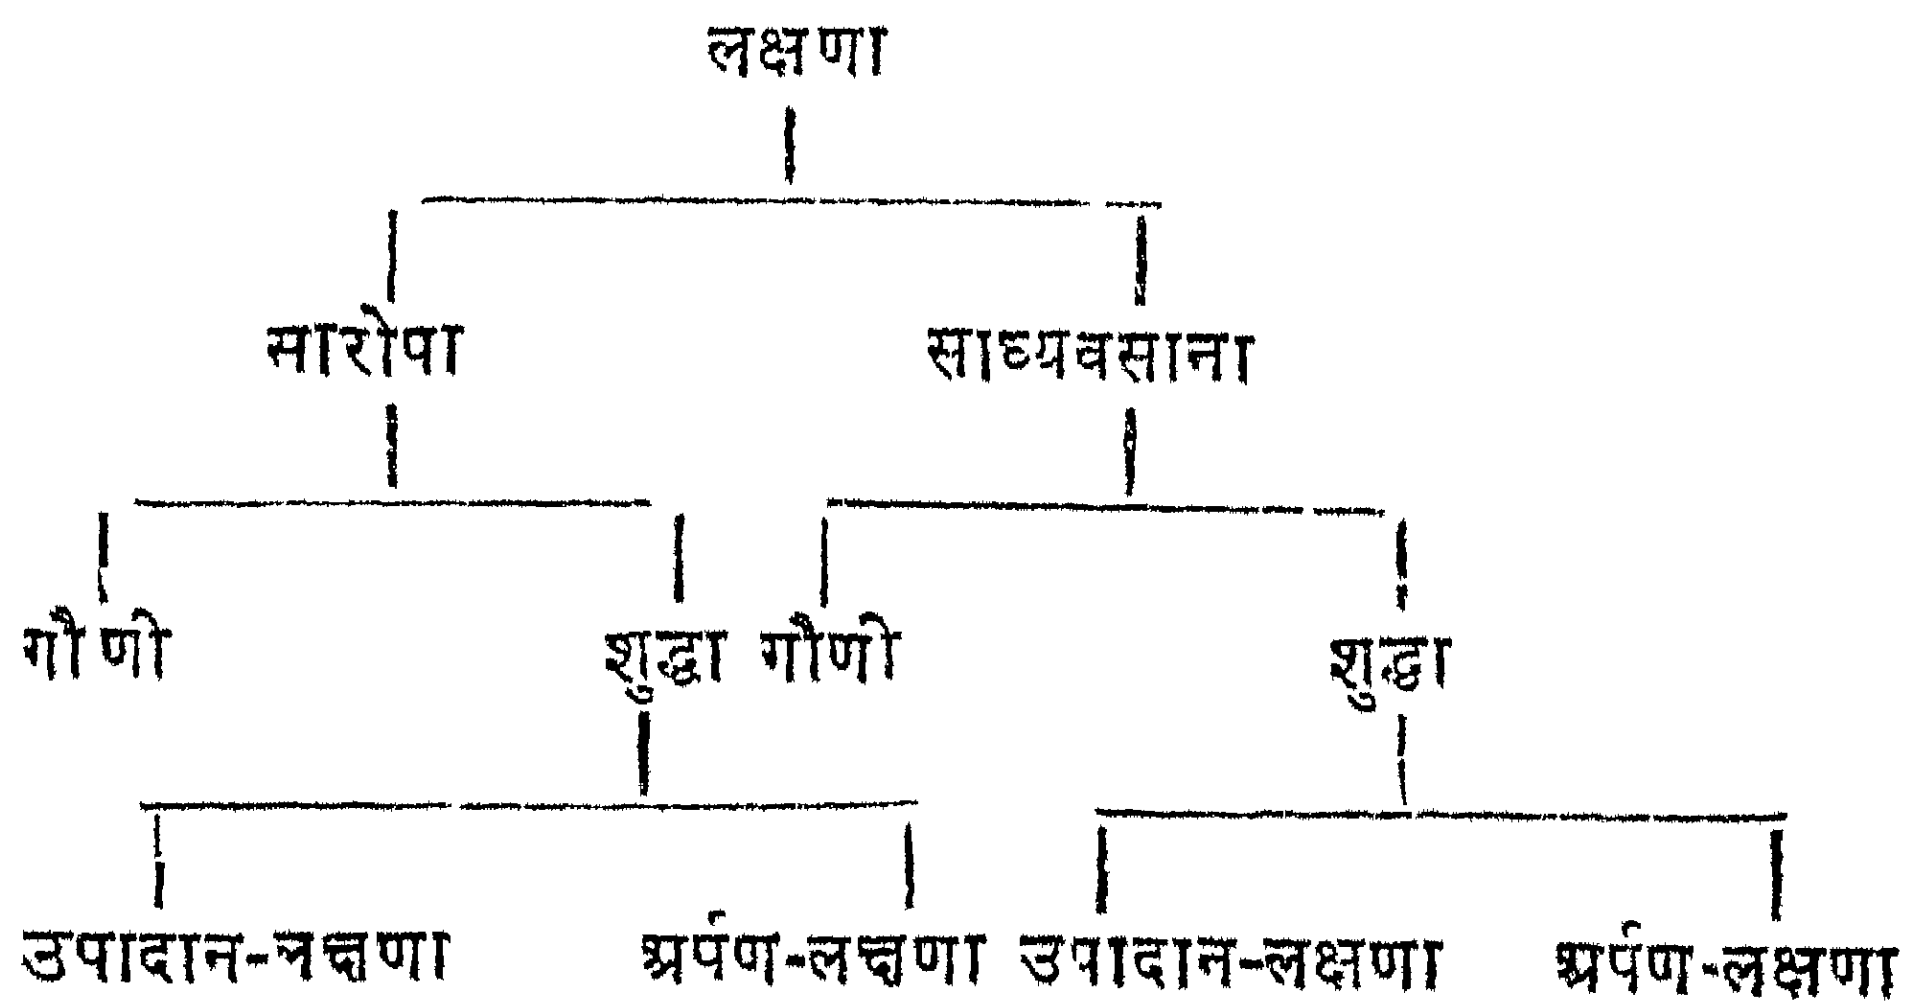 लक्षणा
सारोपा साध्यवसाना
गौणी शुद्धा गौणी शुद्धा
उपादान-लक्षणा अर्पण-लक्षणा उपादान-लक्षणा अर्पण-लक्षणा